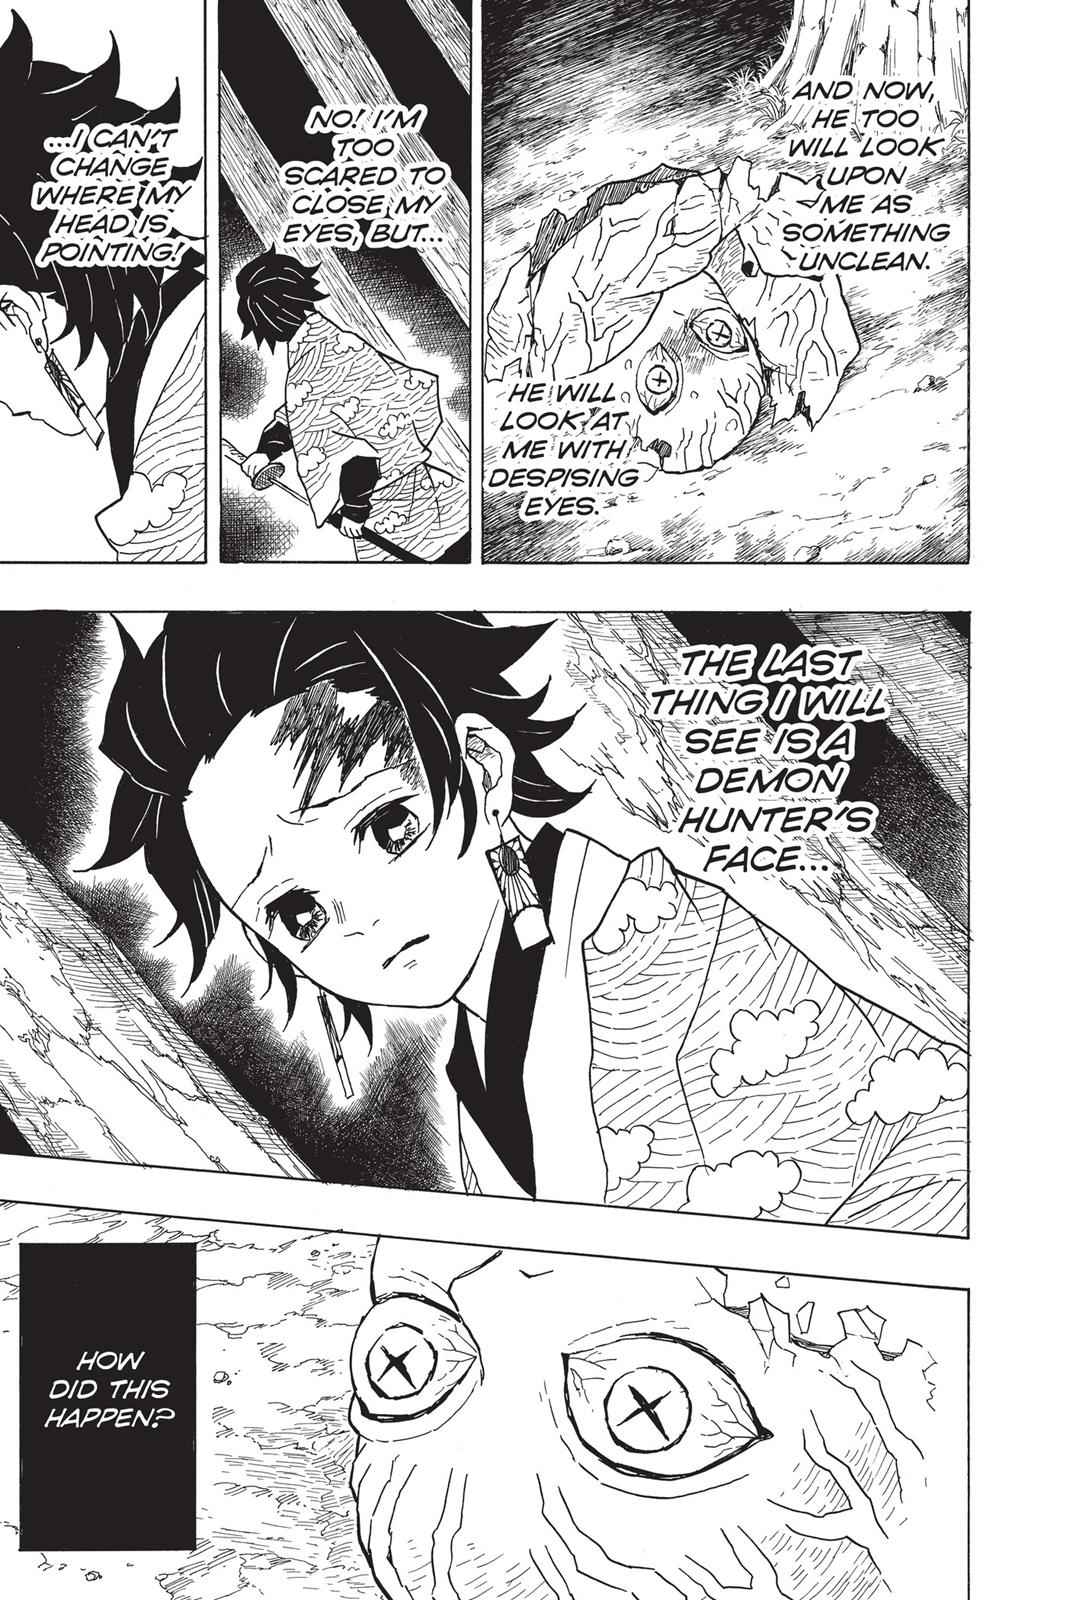 AND NOW,
HE TOO
WILL LOOK
UPON
ME AS
SOMETHING
UNCLEAN.
HE WILL
LOOK AT
ME WITH
DESPISING
EYES.
NO! I'M
TOO
SCARED TO
CLOSE MY
EYES, BUT...
...I CAN'T
CHANGE
WHERE MY
HEAD IS
POINTING!
THE LAST
THING I WILL
SEE IS A
DEMON
HUNTER'S
FACE...
HOW
DID THIS
HAPPEN?